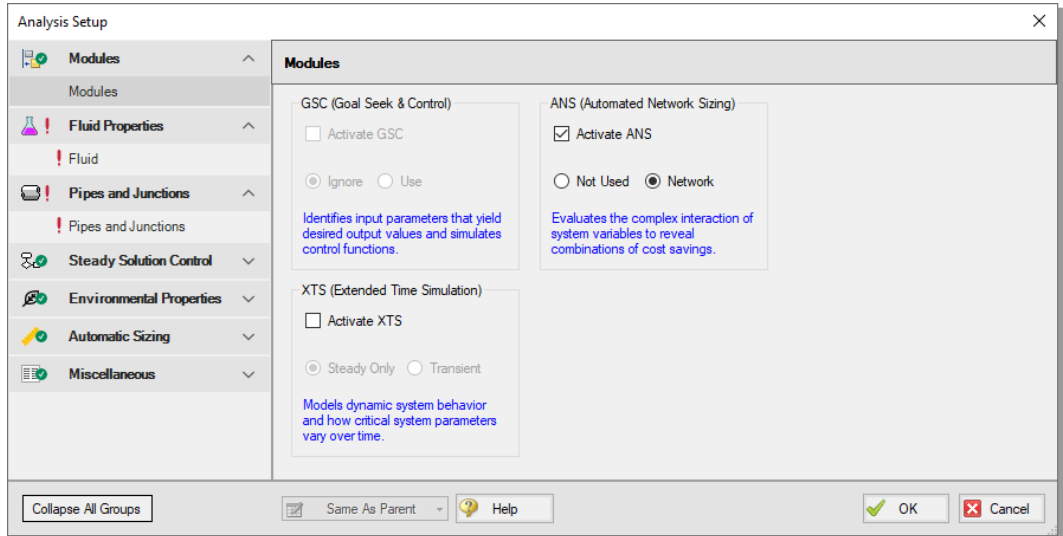 Analysis Setup
Modules
Modules
Fluid Properties
Fluid
Pipes and Junctions
Pipes and Junctions
Steady Solution Control
Environmental Properties
Automatic Sizing
Miscellaneous
Modules
GSC (Goal Seek & Control)
Activate GSC
Ignore Use
Identifies input parameters that yield
desired output values and simulates
control functions.
ANS (Automated Network Sizing)
Activate ANS
Not Used Network
Evaluates the complex interaction of
system variables to reveal
combinations of cost savings.
XTS (Extended Time Simulation)
Activate XTS
Steady Only Transient
Models dynamic system behavior
and how critical system parameters
vary over time.
Collapse All Groups
Same As Parent
Help
OK
Cancel